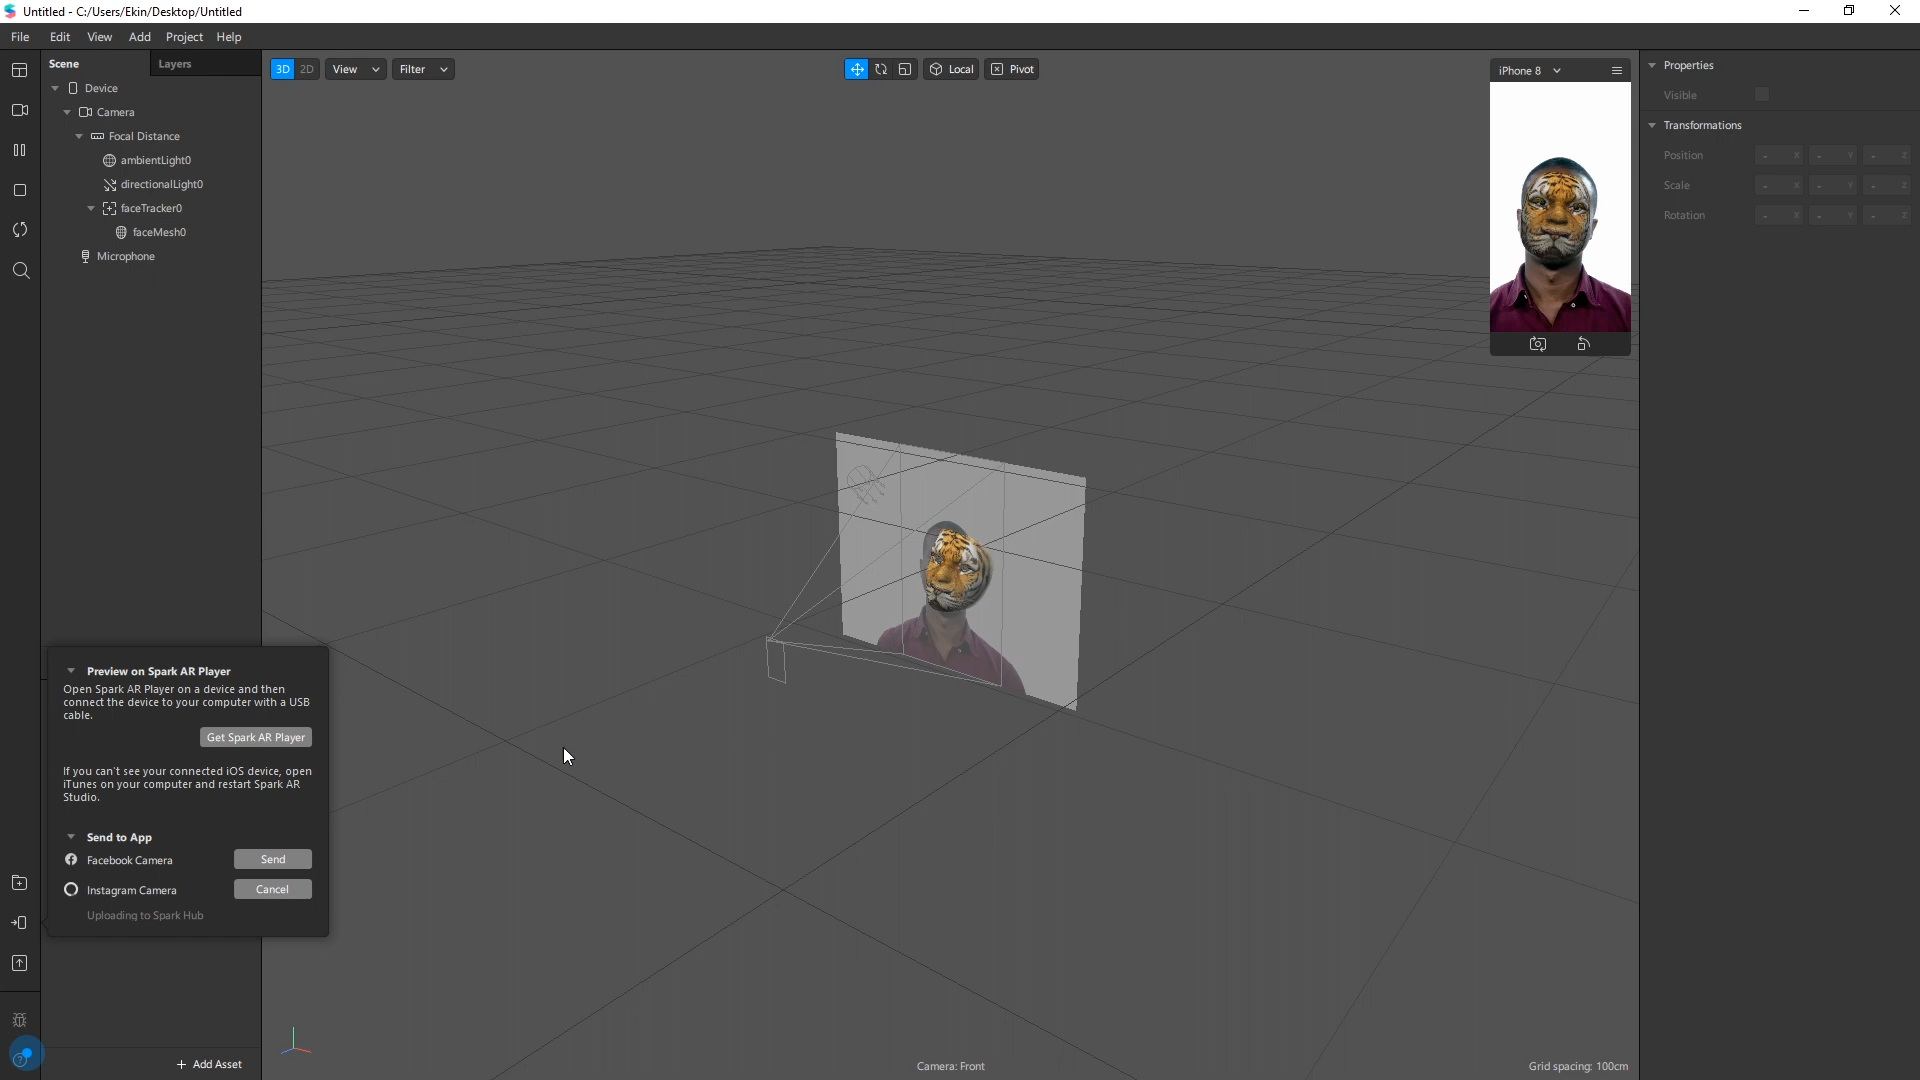 Untitled - C:/Users/Ekin/Desktop/Untitled
File Edit View Add Project Help
Scene Layers
Device
Camera
Focal Distance
ambientLight0
directionalLight0
faceTracker0
faceMesh0
Microphone
3D 2D View Filter Local Pivot
iPhone 8
Properties
Visible
Transformations
Position - X - Y - Z
Scale - X - Y - Z
Rotation - X - Y - Z
Preview on Spark AR Player
Open Spark AR Player on a device and then
connect the device to your computer with a USB
cable.
Get Spark AR Player
If you can't see your connected iOS device, open
iTunes on your computer and restart Spark AR
Studio.
Send to App
Facebook Camera Send
Instagram Camera Cancel
Uploading to Spark Hub
+ Add Asset
Camera: Front
Grid spacing: 100cm